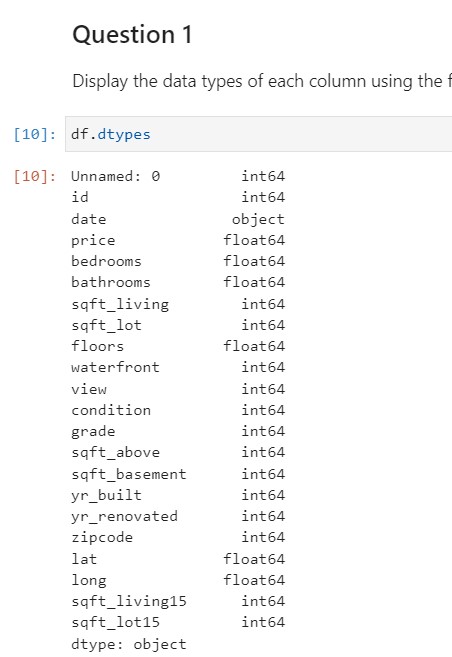 Question 1
Display the data types of each column using the f
[10]: df.dtypes
[10]: Unnamed: 0 int64
id int64
date object
price float64
bedrooms float64
bathrooms float64
sqft_living int64
sqft_lot int64
floors float64
waterfront int64
view int64
condition int64
grade int64
sqft_above int64
sqft_basement int64
yr_built int64
yr_renovated int64
zipcode int64
lat float64
long float64
sqft_living15 int64
sqft_lot15 int64
dtype: object